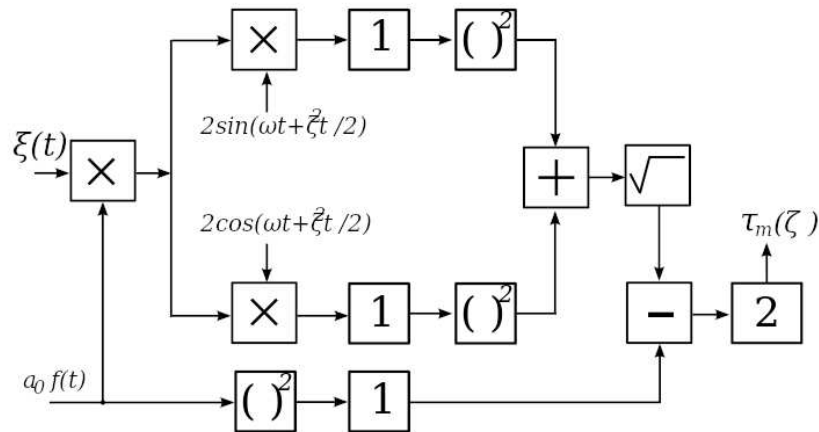 × 1 ( )²
ξ(t) 2sin(ωt+ζ̃²t/2)
× + √
2cos(ωt+ζ̃²t/2) τₘ(ζ )
× 1 ( )² - 2
a₀ f(t) ( )² 1